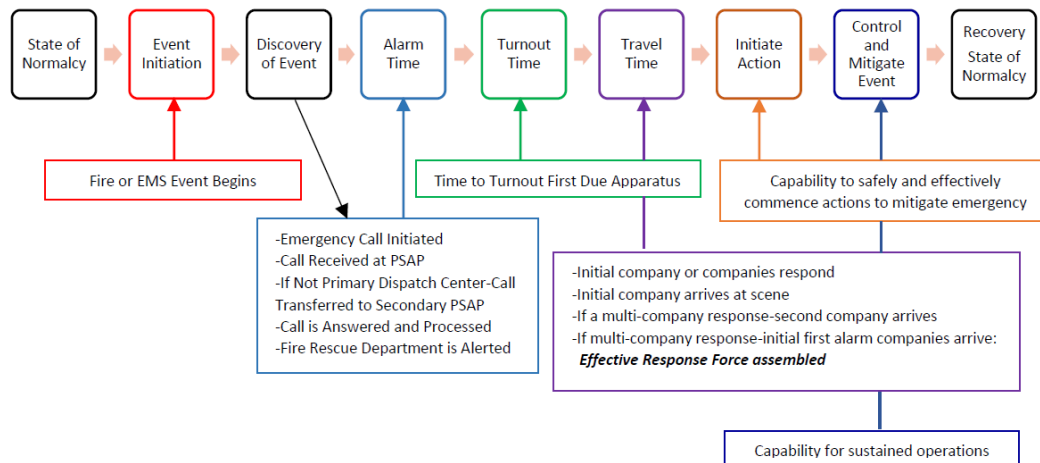 State of
Normalcy
Event
Initiation
Discovery
of Event
Alarm
Time
Turnout
Time
Travel
Time
Initiate
Action
Control
and
Mitigate
Event
Recovery
State of
Normalcy
Fire or EMS Event Begins
Time to Turnout First Due Apparatus
Capability to safely and effectively
commence actions to mitigate emergency
-Emergency Call Initiated
-Call Received at PSAP
-If Not Primary Dispatch Center-Call
Transferred to Secondary PSAP
-Call is Answered and Processed
-Fire Rescue Department is Alerted
-Initial company or companies respond
-Initial company arrives at scene
-If a multi-company response-second company arrives
-If multi-company response-initial first alarm companies arrive:
Effective Response Force assembled
Capability for sustained operations